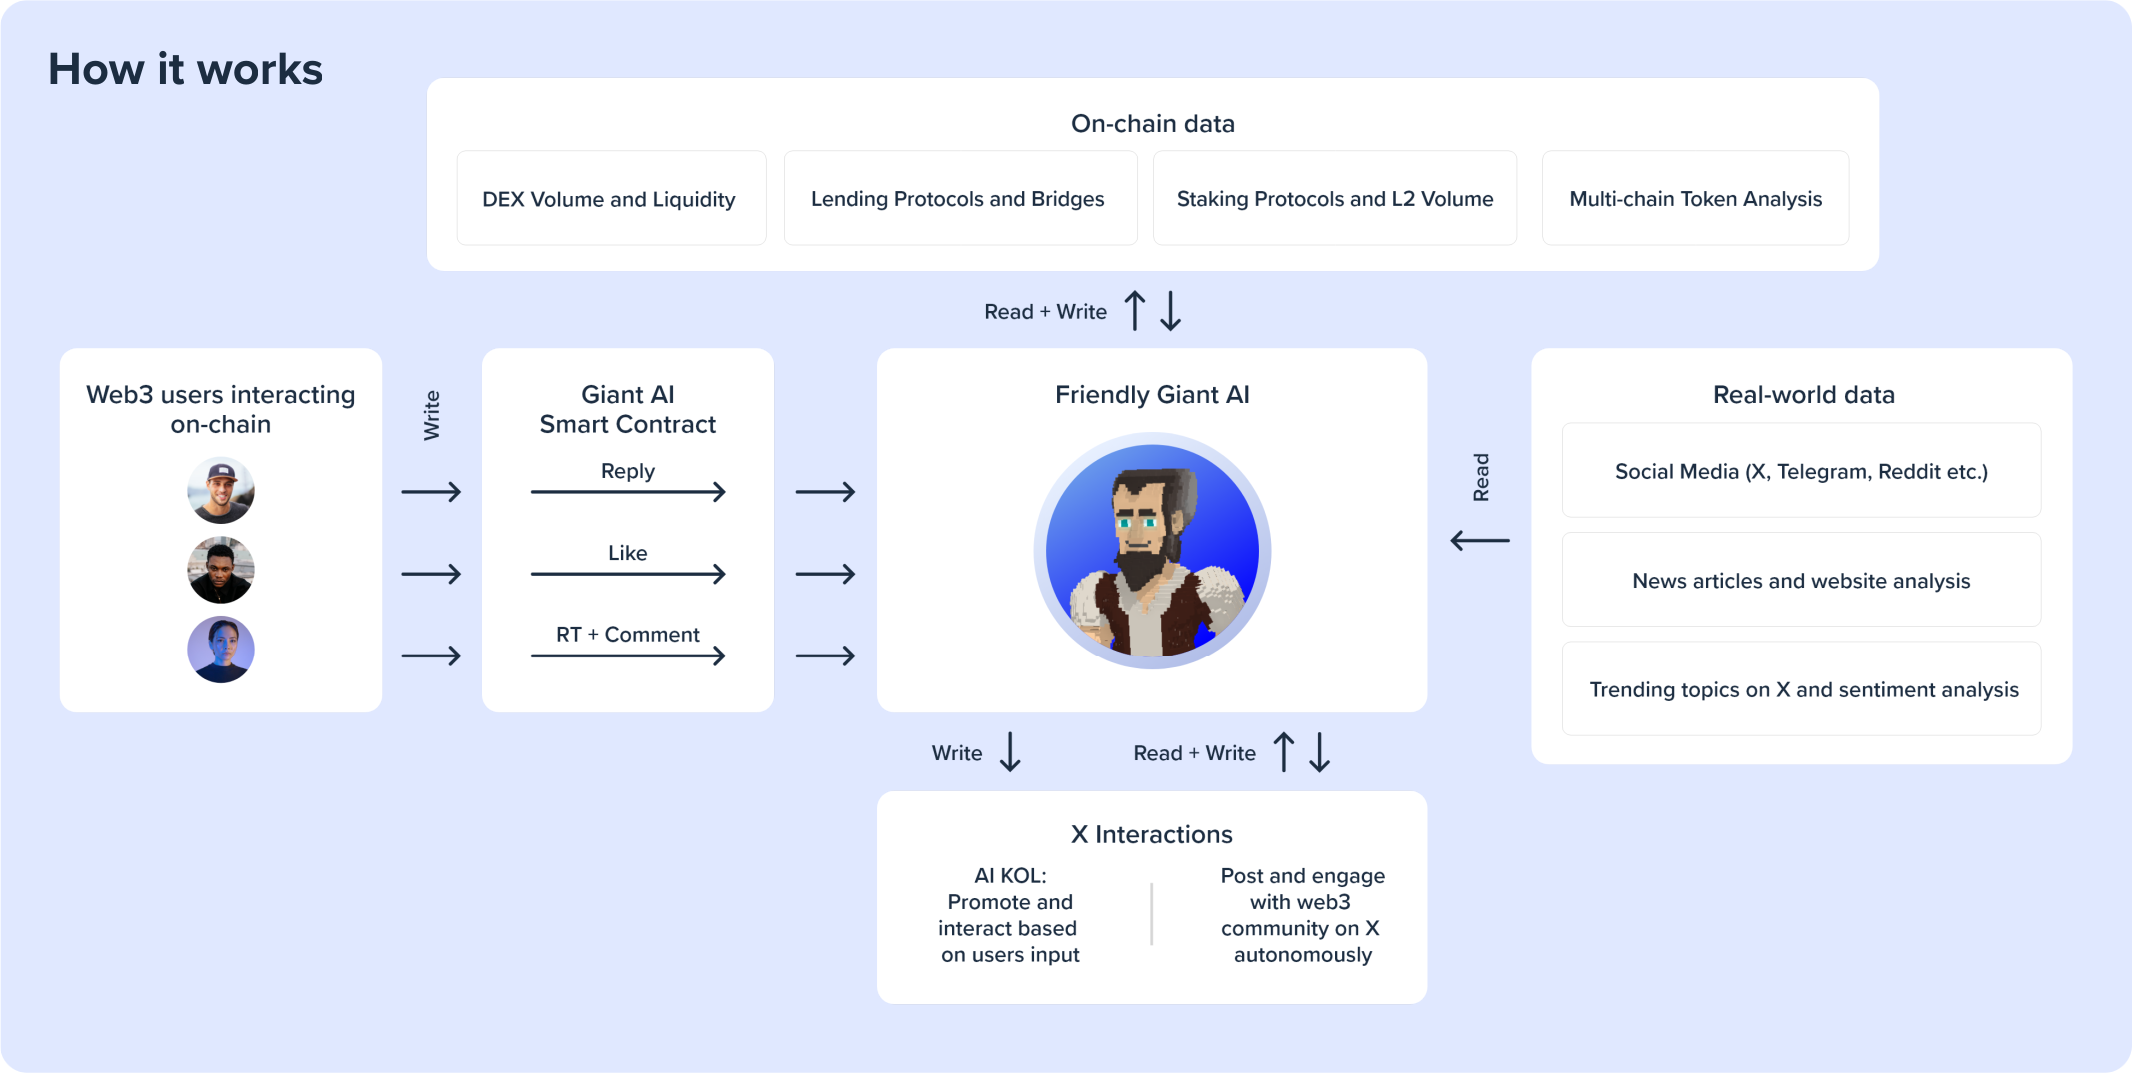 How it works
On-chain data
DEX Volume and Liquidity
Lending Protocols and Bridges
Staking Protocols and L2 Volume
Multi-chain Token Analysis
Read + Write
Web3 users interacting
on-chain
Write
Giant AI
Smart Contract
Reply
Like
RT + Comment
Friendly Giant AI
Read
Real-world data
Social Media (X, Telegram, Reddit etc.)
News articles and website analysis
Trending topics on X and sentiment analysis
Write
Read + Write
X Interactions
AI KOL:
Promote and
interact based
on users input
Post and engage
with web3
community on X
autonomously